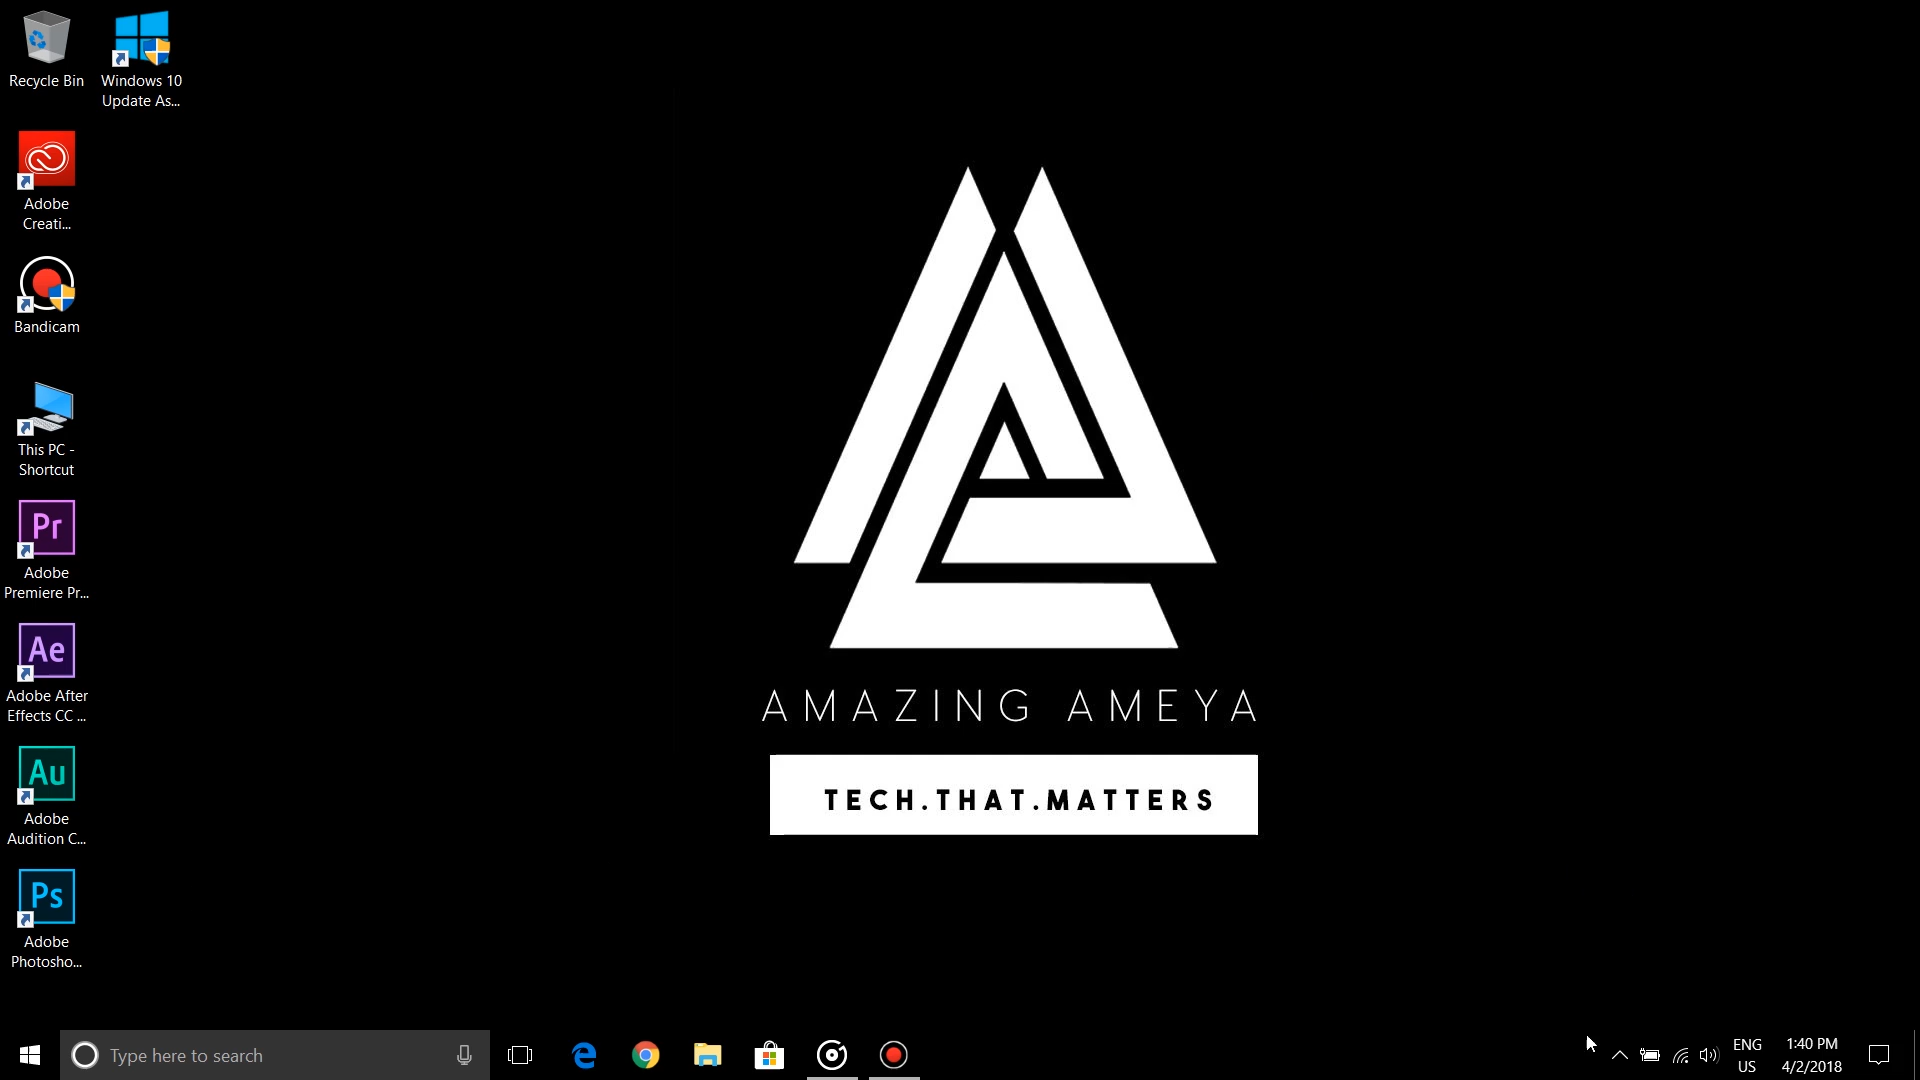 Recycle Bin
Windows 10
Update As...
Adobe
Creati...
Bandicam
This PC -
Shortcut
Pr
Adobe
Premiere Pr...
Ae
Adobe After
Effects CC ...
Au
Adobe
Audition C...
Ps
Adobe
Photosho...
AMAZING AMEYA
TECH.THAT.MATTERS
Type here to search
ENG
US
1:40 PM
4/2/2018